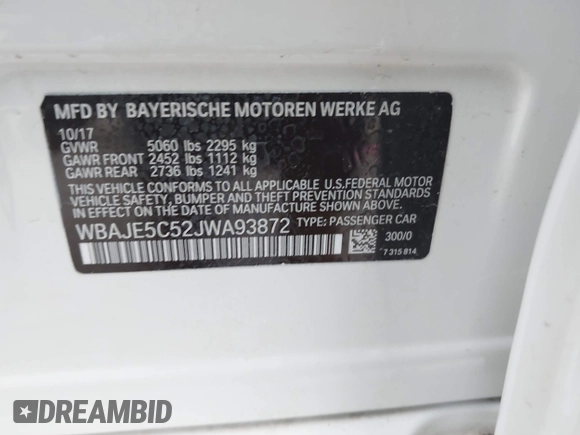 MFD BY BAYERISCHE MOTOREN WERKE AG
10/17
GVWR 5060 lbs 2295 kg
GAWR FRONT 2452 lbs 1112 kg
GAWR REAR 2736 lbs 1241 kg
THIS VEHICLE CONFORMS TO ALL APPLICABLE U.S.FEDERAL MOTOR
VEHICLE SAFETY, BUMPER AND THEFT PREVENTION STANDARDS
IN EFFECT ON THE DATE OF MANUFACTURE SHOWN ABOVE.
WBAJE5C52JWA93872 TYPE: PASSENGER CAR
300/0
7 315 814
DREAMBID